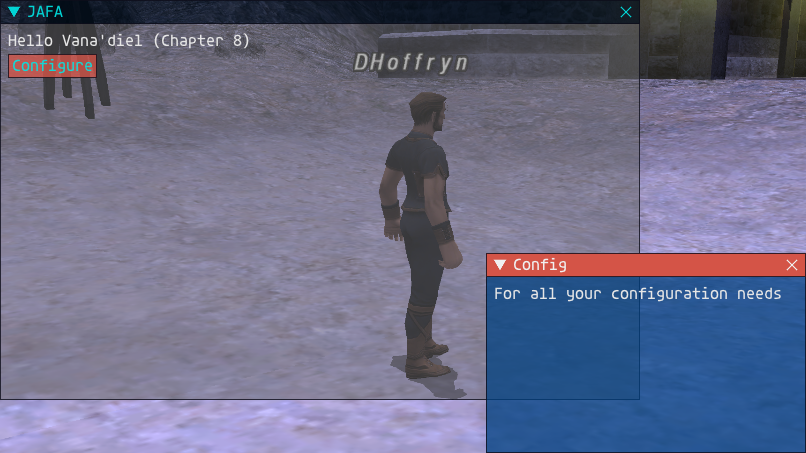 JAFA
Hello Vana'diel (Chapter 8)
Configure
DHoffryn
Config
For all your configuration needs